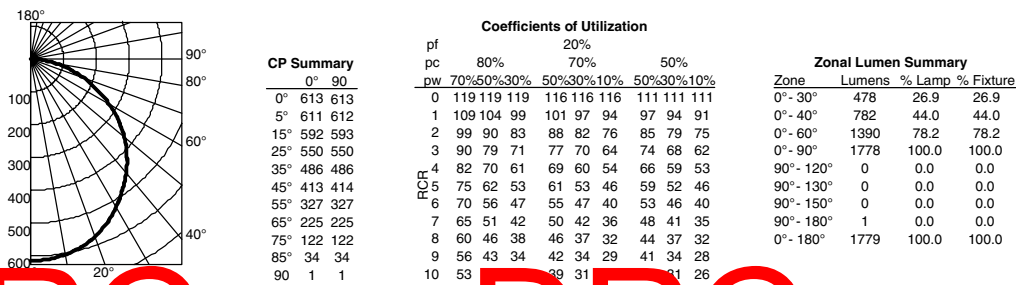 180°
90°
80°
60°
40°
20°
100
200
300
400
500
600
CP Summary
0° 90
0° 613 613
5° 611 612
15° 592 593
25° 550 550
35° 486 486
45° 413 414
55° 327 327
65° 225 225
75° 122 122
85° 34 34
90 1 1
Coefficients of Utilization
pf 20%
pc 80% 70% 50%
pw 70%50%30% 50%30%10% 50%30%10%
RCR
0 119 119 119 116 116 116 111 111 111
1 109 104 99 101 97 94 97 94 91
2 99 90 83 88 82 76 85 79 75
3 90 79 71 77 70 64 74 68 62
4 82 70 61 69 60 54 66 59 53
5 75 62 53 61 53 46 59 52 46
6 70 56 47 55 47 40 53 46 40
7 65 51 42 50 42 36 48 41 35
8 60 46 38 46 37 32 44 37 32
9 56 43 34 42 34 29 41 34 28
10 53 39 31 31 26
Zonal Lumen Summary
Zone Lumens % Lamp % Fixture
0°- 30° 478 26.9 26.9
0°- 40° 782 44.0 44.0
0°- 60° 1390 78.2 78.2
0°- 90° 1778 100.0 100.0
90°- 120° 0 0.0 0.0
90°- 130° 0 0.0 0.0
90°- 150° 0 0.0 0.0
90°- 180° 1 0.0 0.0
0°- 180° 1779 100.0 100.0